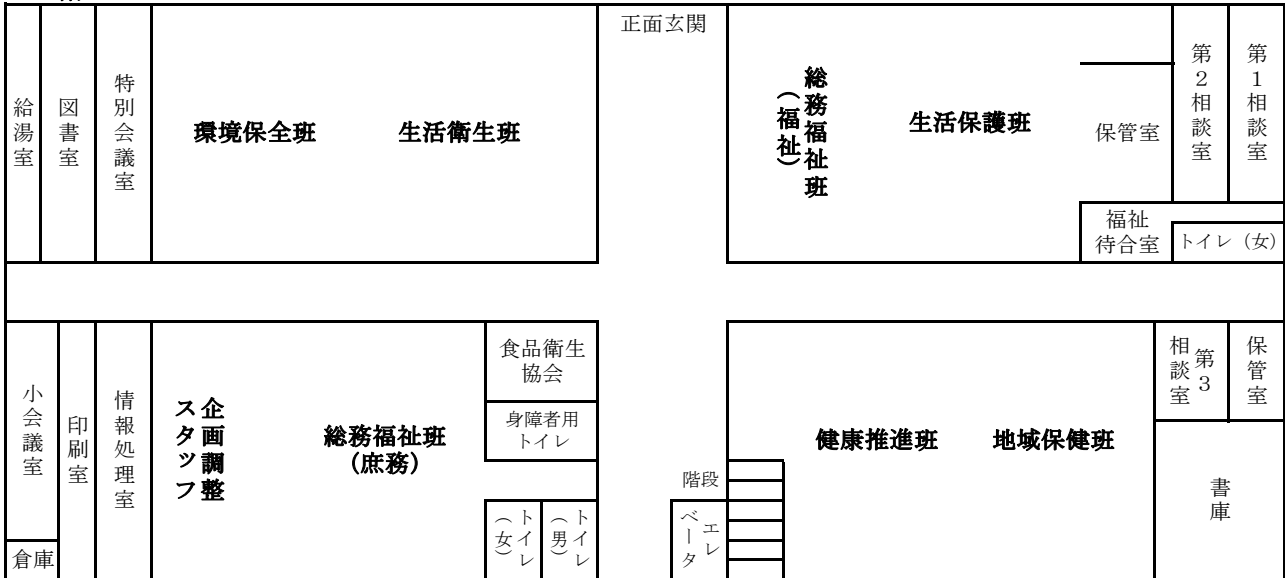 正面玄関
給湯室
図書室
特別会議室
環境保全班
生活衛生班
総務福祉班
（福祉）
生活保護班
保管室
第2相談室
第1相談室
福祉
待合室
トイレ（女）
小会議室
倉庫
印刷室
情報処理室
企画調整
スタッフ
総務福祉班
（庶務）
食品衛生
協会
身障者用
トイレ
トイレ
（女）
トイレ
（男）
階段
エレ
ベータ
健康推進班
地域保健班
第3
相談室
保管室
書庫